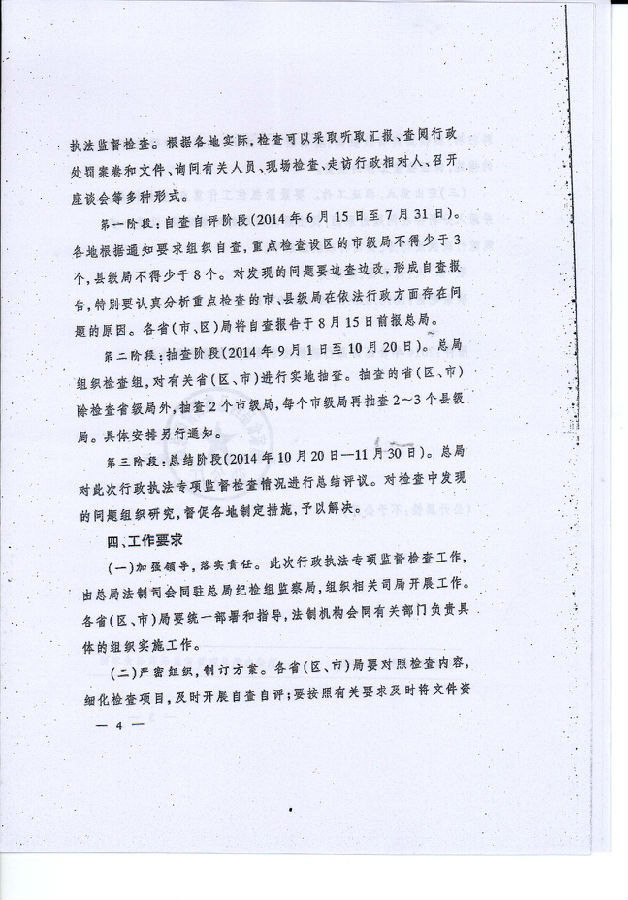 执法监督检查。根据各地实际,检查可以采取听取汇报、查阅行政
处罚案卷和文件、询问有关人员、现场检查、走访行政相对人、召开
座谈会等多种形式。
第一阶段:自查自评阶段(2014年6月15日至7月31日)。
各地根据通知要求组织自查,重点检查设区的市级局不得少于3
个,县级局不得少于8个。对发现的问题要边查边改,形成自查报
告,特别要认真分析重点检查的市、县级局在依法行政方面存在问
题的原因。各省(市、区)局将自查报告于8月15日前报总局。
第二阶段:抽查阶段(2014年9月1日至10月20日)。总局
组织检查组,对有关省(区、市)进行实地抽查。抽查的省(区、市)
除检查省级局外,抽查2个市级局,每个市级局再抽查2~3个县级
局。具体安排另行通知。
第三阶段:总结阶段(2014年10月20日—11月30日)。总局
对此次行政执法专项监督检查情况进行总结评议。对检查中发现
的问题组织研究,督促各地制定措施,予以解决。
四、工作要求
(一)加强领导,落实责任。此次行政执法专项监督检查工作,
由总局法制司会同驻总局纪检组监察局,组织相关司局开展工作。
各省(区、市)局要统一部署和指导,法制机构会同有关部门负责具
体的组织实施工作。
(二)严密组织,制订方案。各省(区、市)局要对照检查内容,
细化检查项目,及时开展自查自评;要按照有关要求及时将文件资
— 4 —